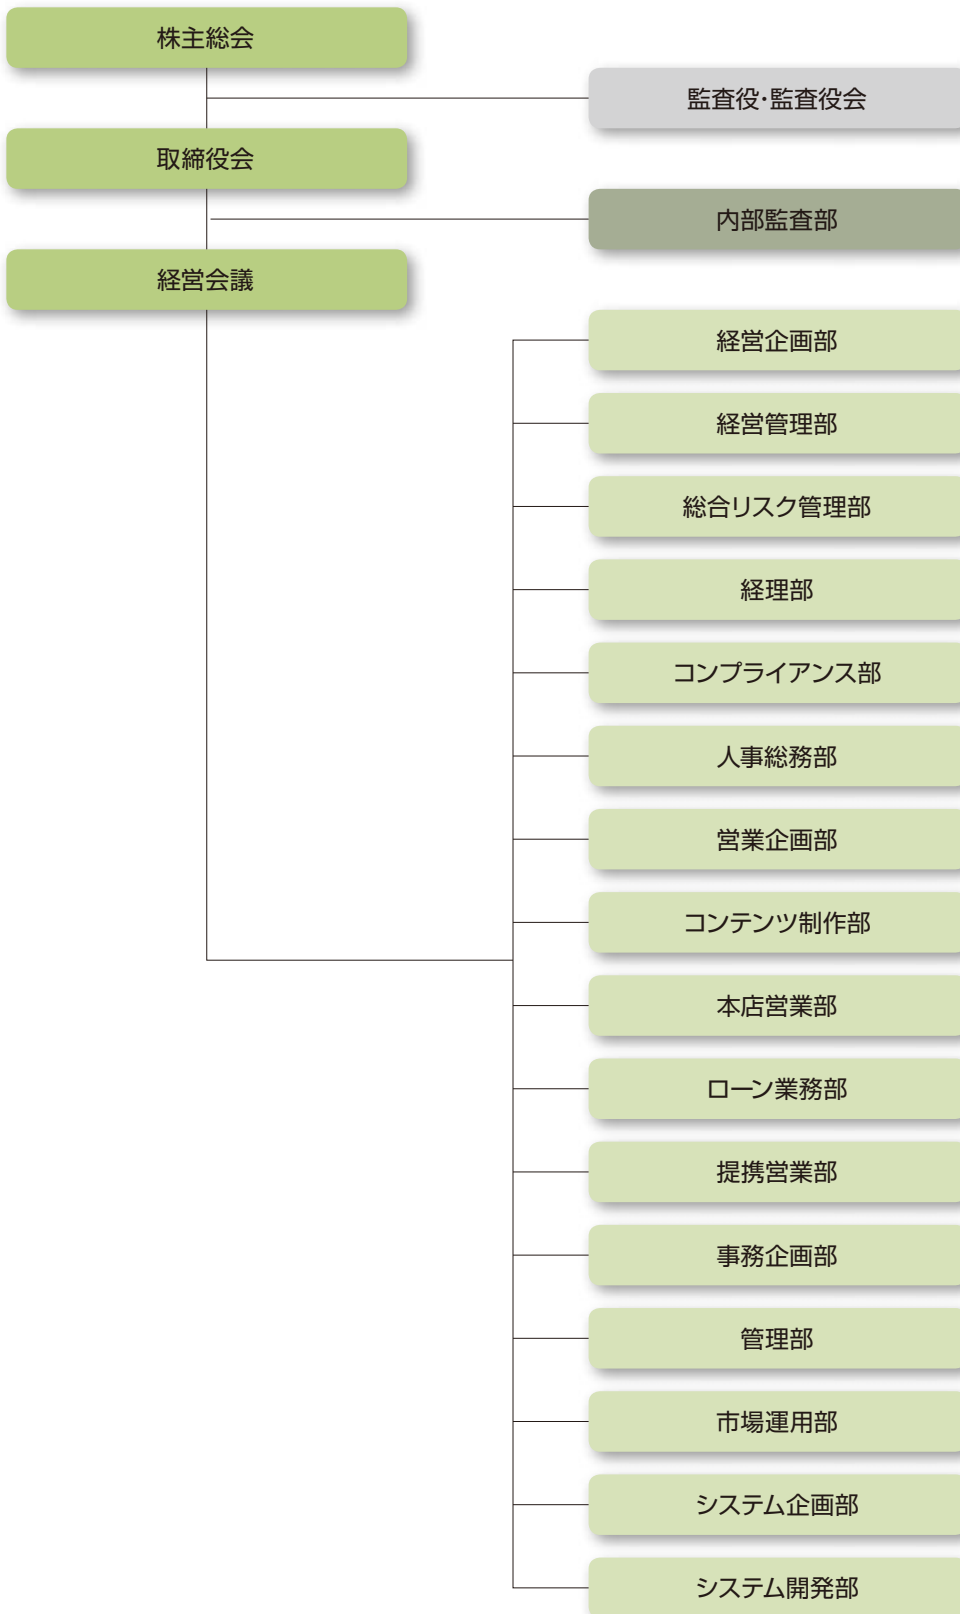 株主総会
監査役・監査役会
取締役会
内部監査部
経営会議
経営企画部
経営管理部
総合リスク管理部
経理部
コンプライアンス部
人事総務部
営業企画部
コンテンツ制作部
本店営業部
ローン業務部
提携営業部
事務企画部
管理部
市場運用部
システム企画部
システム開発部